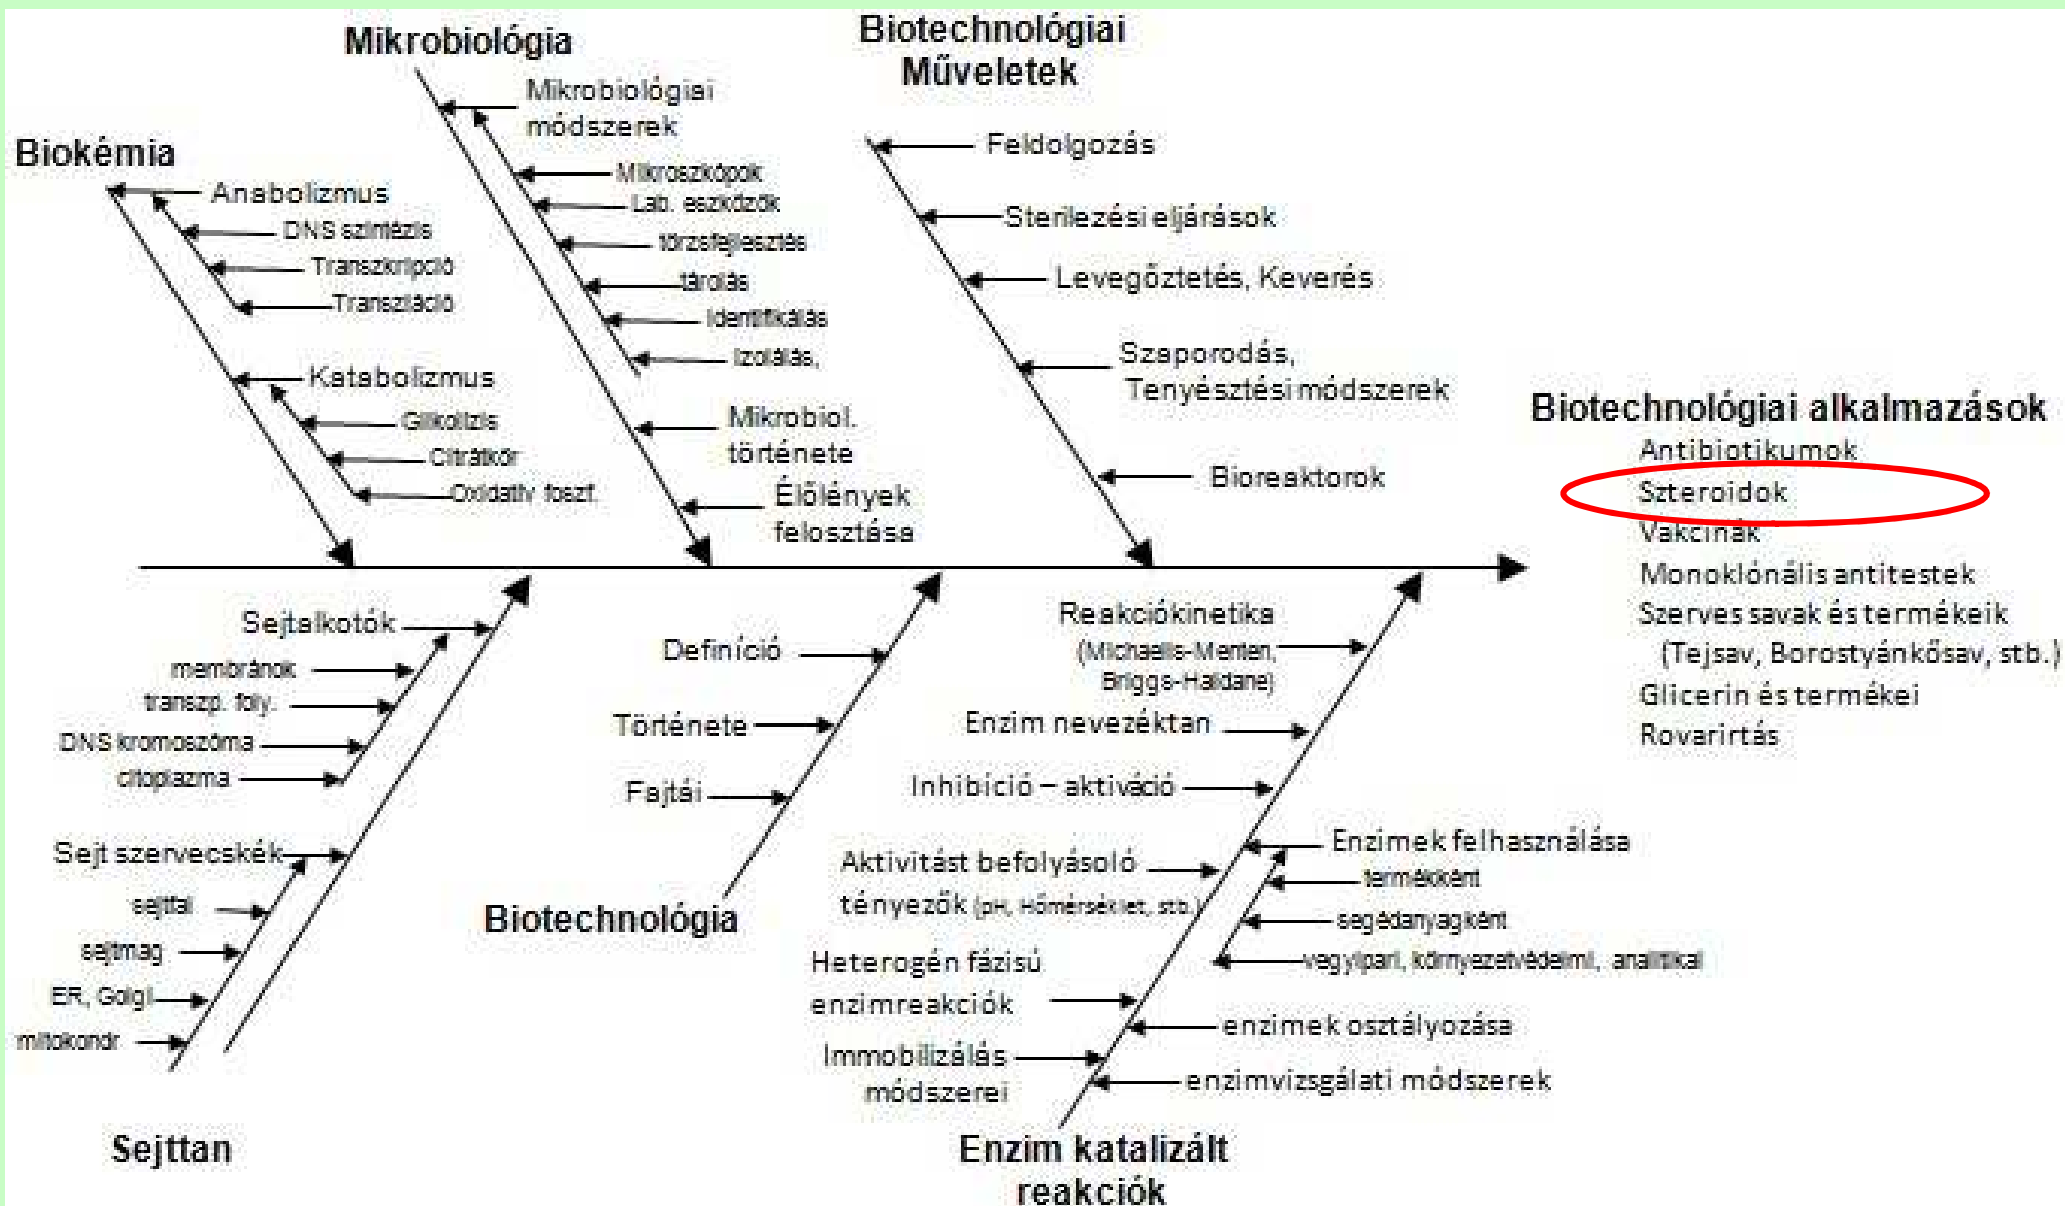 Mikrobiológia
Mikrobiológiai
módszerek
Mikroszkópok
Lab. eszközök
törzsfejlesztés
tárolás
Identifikálás
Izolálás,
Mikrobiol.
története
Élőlények
felosztása
Biotechnológiai
Műveletek
Feldolgozás
Sterilezési eljárások
Levegőztetés, Keverés
Szaporodás,
Tenyésztési módszerek
Bioreaktorok
Biokémia
Anabolizmus
DNS szintézis
Transzkripció
Transzláció
Katabolizmus
Glikolízis
Citrátkör
Oxidatív foszf.
Biotechnológiai alkalmazások
Antibiotikumok
Szteroidok
Vakcinák
Monoklónális antitestek
Szerves savak és termékeik
(Tejsav, Borostyánkősav, stb.)
Glicerin és termékei
Rovarirtás
Sejtalkotók
membránok
transzp. foly.
DNS kromoszóma
citoplazma
Sejt szervecskék
sejtfal
sejtmag
ER, Golgi
mitokondr
Sejttan
Definíció
Története
Fajtái
Biotechnológia
Reakciókinetika
(Michaelis-Menten,
Briggs-Haldane)
Enzim nevezéktan
Inhibíció – aktiváció
Aktivitást befolyásoló
tényezők (pH, Hőmérséklet, stb.)
Heterogén fázisú
enzimreakciók
Immobilizálás
módszerei
Enzimek felhasználása
termékként
segédanyagként
vegyipari, környezetvédelmi, analitikai
enzimek osztályozása
enzimvizsgálati módszerek
Enzim katalizált
reakciók